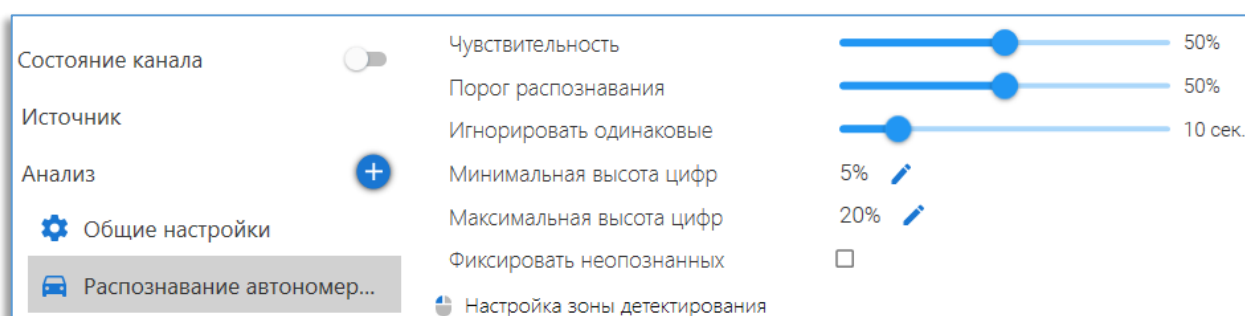 Состояние канала
Источник
Анализ
Общие настройки
Распознавание автономер...
Чувствительность 50%
Порог распознавания 50%
Игнорировать одинаковые 10 сек.
Минимальная высота цифр 5%
Максимальная высота цифр 20%
Фиксировать неопознанных
Настройка зоны детектирования